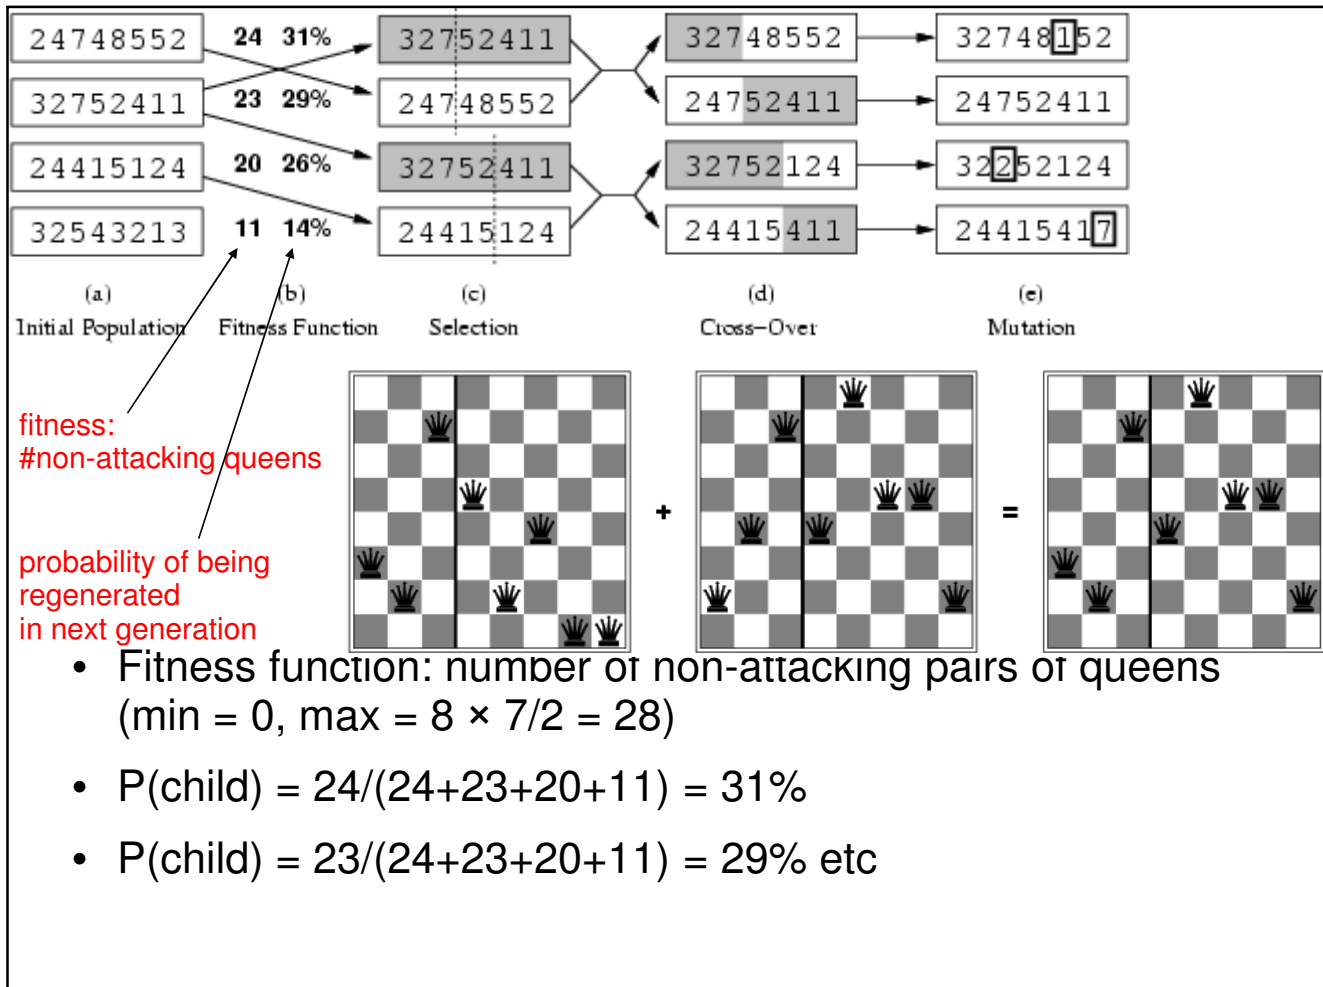 24748552 24 31% 32752411 32748552 32748152
32752411 23 29% 24748552 24752411 24752411
24415124 20 26% 32752411 32752124 32252124
32543213 11 14% 24415124 24415411 24415417
(a) (b) (c) (d) (e)
Initial Population Fitness Function Selection Cross-Over Mutation
fitness:
#non-attacking queens
+ =
probability of being
regenerated
in next generation
• Fitness function: number of non-attacking pairs of queens
(min = 0, max = 8 × 7/2 = 28)
• P(child) = 24/(24+23+20+11) = 31%
• P(child) = 23/(24+23+20+11) = 29% etc